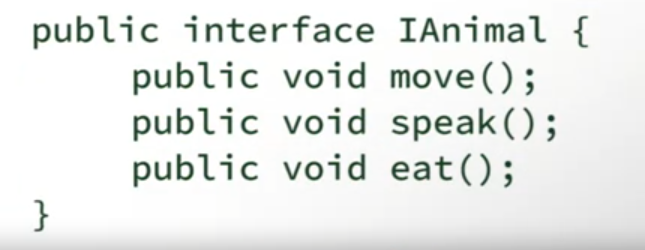 public interface IAnimal {
    public void move();
    public void speak();
    public void eat();
}